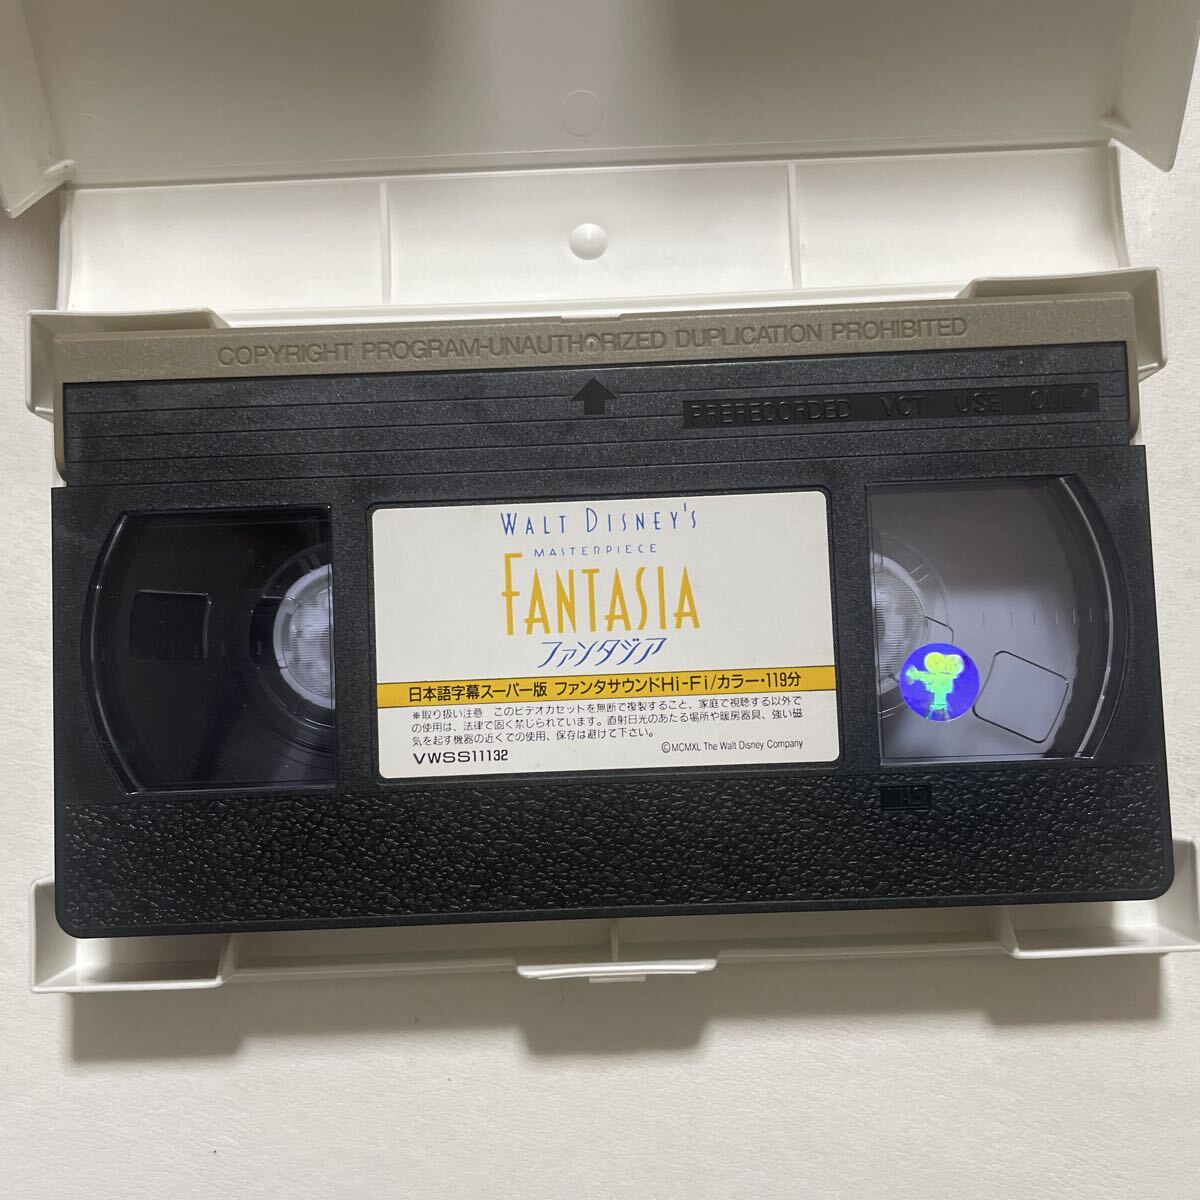 COPYRIGHT PROGRAM-UNAUTHORIZED DUPLICATION PROHIBITED
PRERECORDED VCT USE ONLY
WALT DISNEY'S
MASTERPIECE
FANTASIA
ファンタジア
日本語字幕スーパー版 ファンタサウンドHi-Fi/カラー・119分
※取り扱い注意 このビデオカセットを無断で複製すること、家庭で視聴する以外で
の使用は、法律で固く禁じられています。直射日光のあたる場所や暖房器具、強い磁
気を起す機器の近くでの使用、保存は避けて下さい。
©MCMXL The Walt Disney Company
VWSS11132